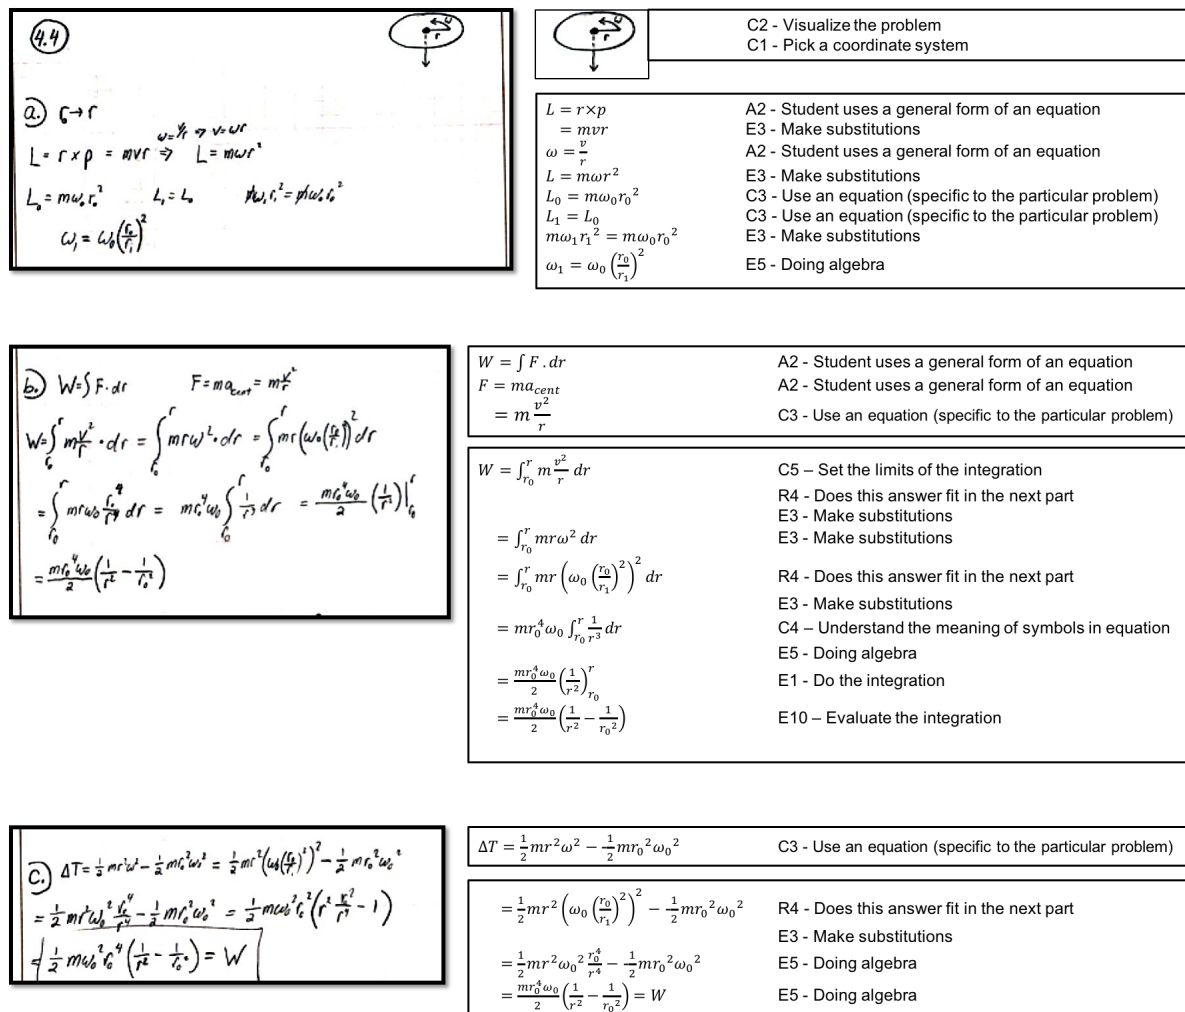 4.4
r
ω
a.) r₀→r
ω=v/r ⇒ v=ωr
L = r × p = mvr ⇒ L = mωr²
L₀ = mω₀r₀² L₁ = L₀ mω₁r₁² = mω₀r₀²
ω₁ = ω₀(r₀/r₁)²
r
C2 - Visualize the problem
C1 - Pick a coordinate system
L = r×p A2 - Student uses a general form of an equation
= mvr E3 - Make substitutions
ω = v/r A2 - Student uses a general form of an equation
L = mωr² E3 - Make substitutions
L₀ = mω₀r₀² C3 - Use an equation (specific to the particular problem)
L₁ = L₀ C3 - Use an equation (specific to the particular problem)
mω₁r₁² = mω₀r₀² E3 - Make substitutions
ω₁ = ω₀ (r₀/r₁)² E5 - Doing algebra
b.) W=∫F·dr F = ma_cent = m v²/r
W=∫_r₀^r m v²/r · dr = ∫_r₀^r mrω²·dr = ∫_r₀^r mr(ω₀(r₀/r₁)²)² dr
= ∫_r₀^r mrω₀ r₀⁴/r⁴ dr = mr₀⁴ω₀ ∫_r₀^r 1/r³ dr = mr₀⁴ω₀/2 (1/r²)|_r₀^r
= mr₀⁴ω₀/2 (1/r² - 1/r₀²)
W = ∫ F . dr A2 - Student uses a general form of an equation
F = ma_cent A2 - Student uses a general form of an equation
= m v²/r C3 - Use an equation (specific to the particular problem)
W = ∫_r₀^r m v²/r dr C5 – Set the limits of the integration
R4 - Does this answer fit in the next part
E3 - Make substitutions
= ∫_r₀^r mrω² dr E3 - Make substitutions
= ∫_r₀^r mr (ω₀ (r₀/r₁)²)² dr R4 - Does this answer fit in the next part
E3 - Make substitutions
= mr₀⁴ω₀ ∫_r₀^r 1/r³ dr C4 – Understand the meaning of symbols in equation
E5 - Doing algebra
= mr₀⁴ω₀/2 (1/r²)_r₀^r E1 - Do the integration
= mr₀⁴ω₀/2 (1/r² − 1/r₀²) E10 – Evaluate the integration
c.) ΔT = ½mr²ω² - ½mr₀²ω₀² = ½mr²(ω₀(r₀/r₁)²)² - ½mr₀²ω₀²
= ½mr²ω₀² r₀⁴/r⁴ - ½mr₀²ω₀² = ½mω₀²r₀²(r² r₀²/r⁴ - 1)
= ½mω₀²r₀⁴(1/r² - 1/r₀²) = W
ΔT = ½mr²ω² − ½mr₀²ω₀² C3 - Use an equation (specific to the particular problem)
= ½mr² (ω₀ (r₀/r₁)²)² − ½mr₀²ω₀² R4 - Does this answer fit in the next part
E3 - Make substitutions
= ½mr²ω₀² r₀⁴/r⁴ − ½mr₀²ω₀² E5 - Doing algebra
= mr₀⁴ω₀/2 (1/r² − 1/r₀²) = W E5 - Doing algebra